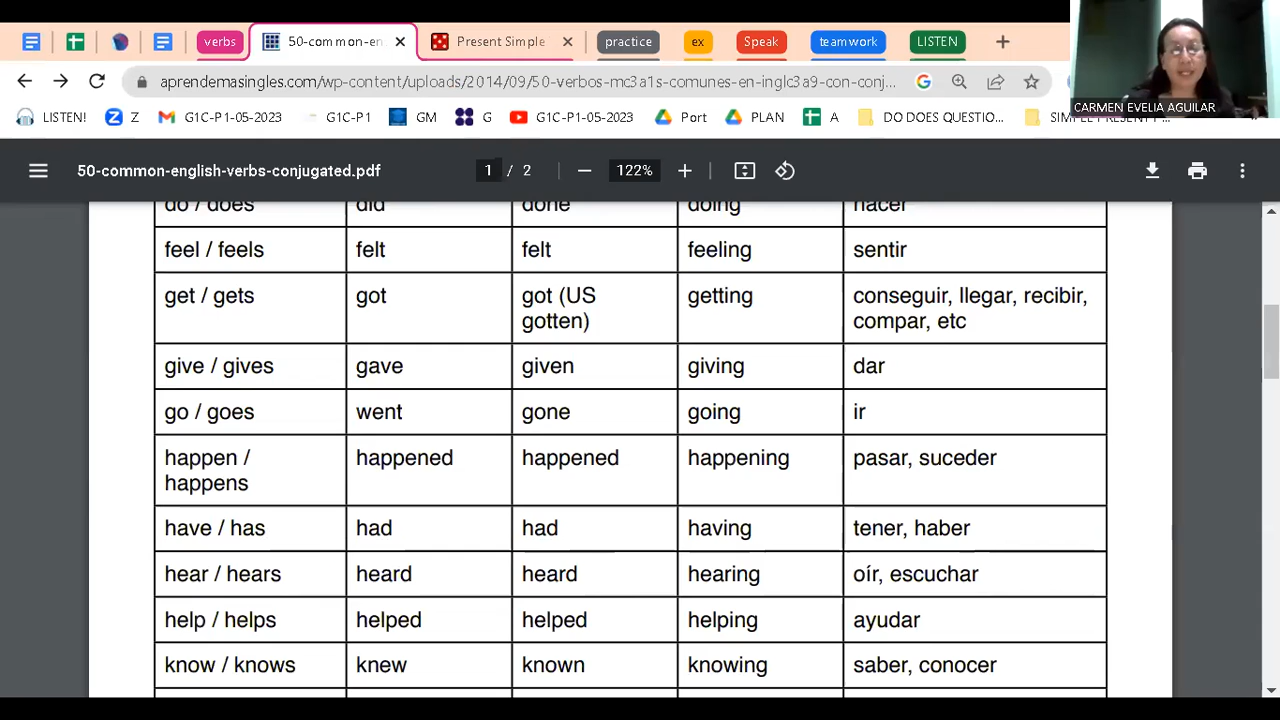 verbs
50-common-en
Present Simple
practice
ex
Speak
teamwork
LISTEN
aprendemasingles.com/wp-content/uploads/2014/09/50-verbos-mc3a1s-comunes-en-inglc3a9-con-conj...
CARMEN EVELIA AGUILAR
LISTEN!
Z
G1C-P1-05-2023
G1C-P1
GM
G
G1C-P1-05-2023
Port
PLAN
A
DO DOES QUESTIO...
50-common-english-verbs-conjugated.pdf
1 / 2
122%
do / does did done doing hacer
feel / feels felt felt feeling sentir
get / gets got got (US getting conseguir, llegar, recibir,
gotten) compar, etc
give / gives gave given giving dar
go / goes went gone going ir
happen / happened happened happening pasar, suceder
happens
have / has had had having tener, haber
hear / hears heard heard hearing oír, escuchar
help / helps helped helped helping ayudar
know / knows knew known knowing saber, conocer